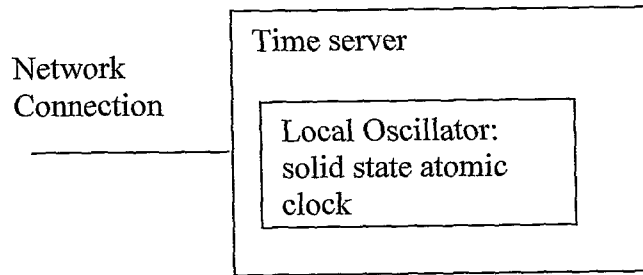 Time server
Network
Connection
Local Oscillator:
solid state atomic
clock